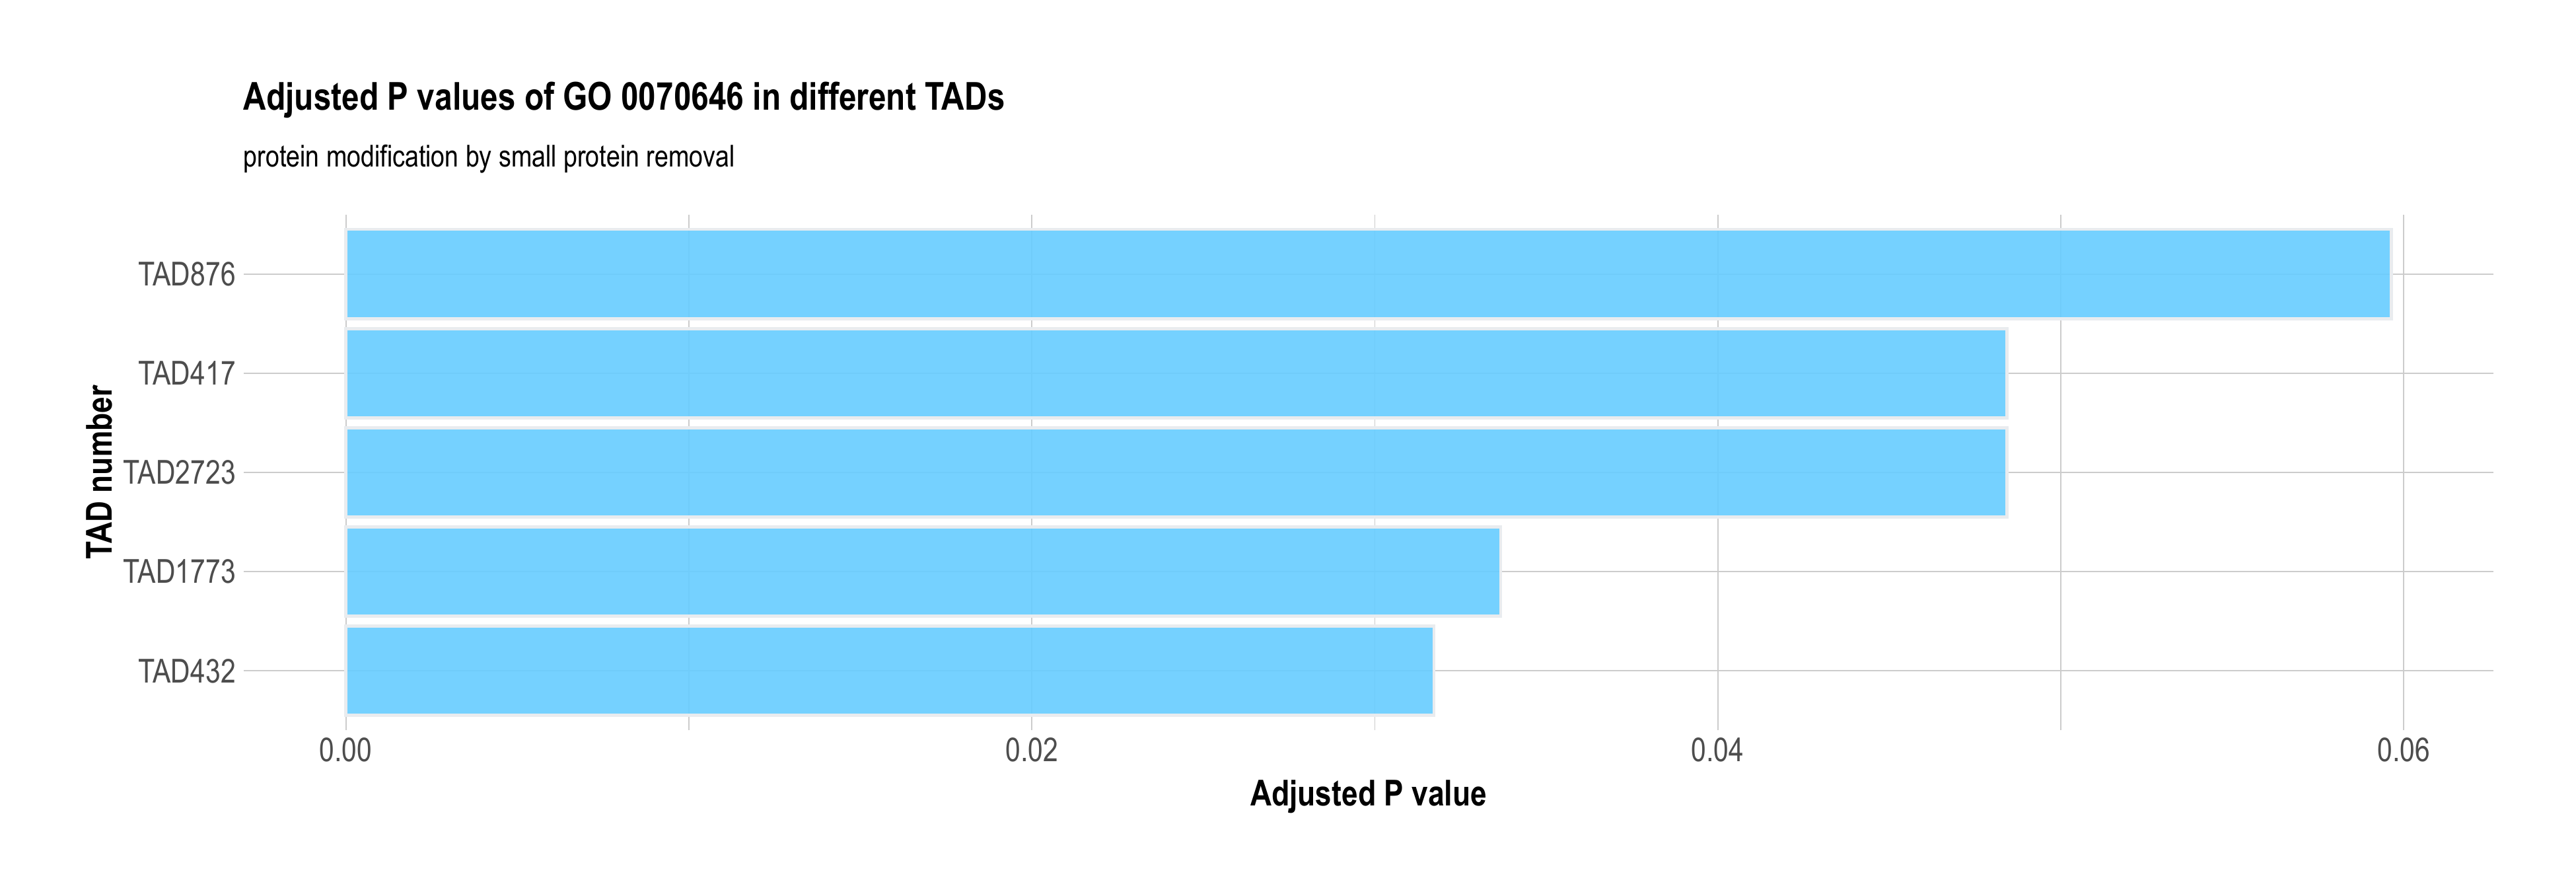 Adjusted P values of GO 0070646 in different TADs
protein modification by small protein removal
TAD number
TAD876
TAD417
TAD2723
TAD1773
TAD432
0.00 0.02 0.04 0.06
Adjusted P value